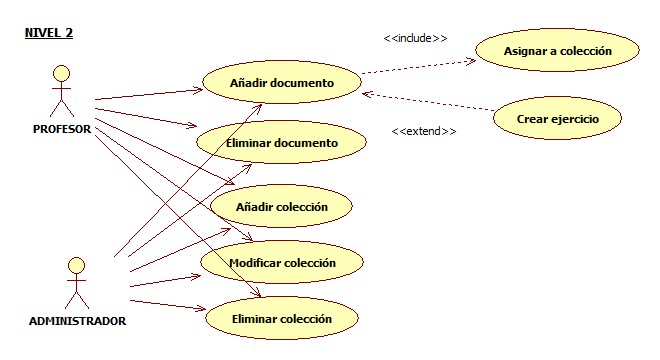 NIVEL 2
<<include>>
Asignar a colección
Añadir documento
PROFESOR
Crear ejercicio
<<extend>>
Eliminar documento
Añadir colección
Modificar colección
ADMINISTRADOR
Eliminar colección